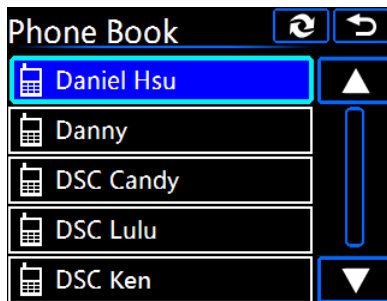 Phone Book
Daniel Hsu
Danny
DSC Candy
DSC Lulu
DSC Ken